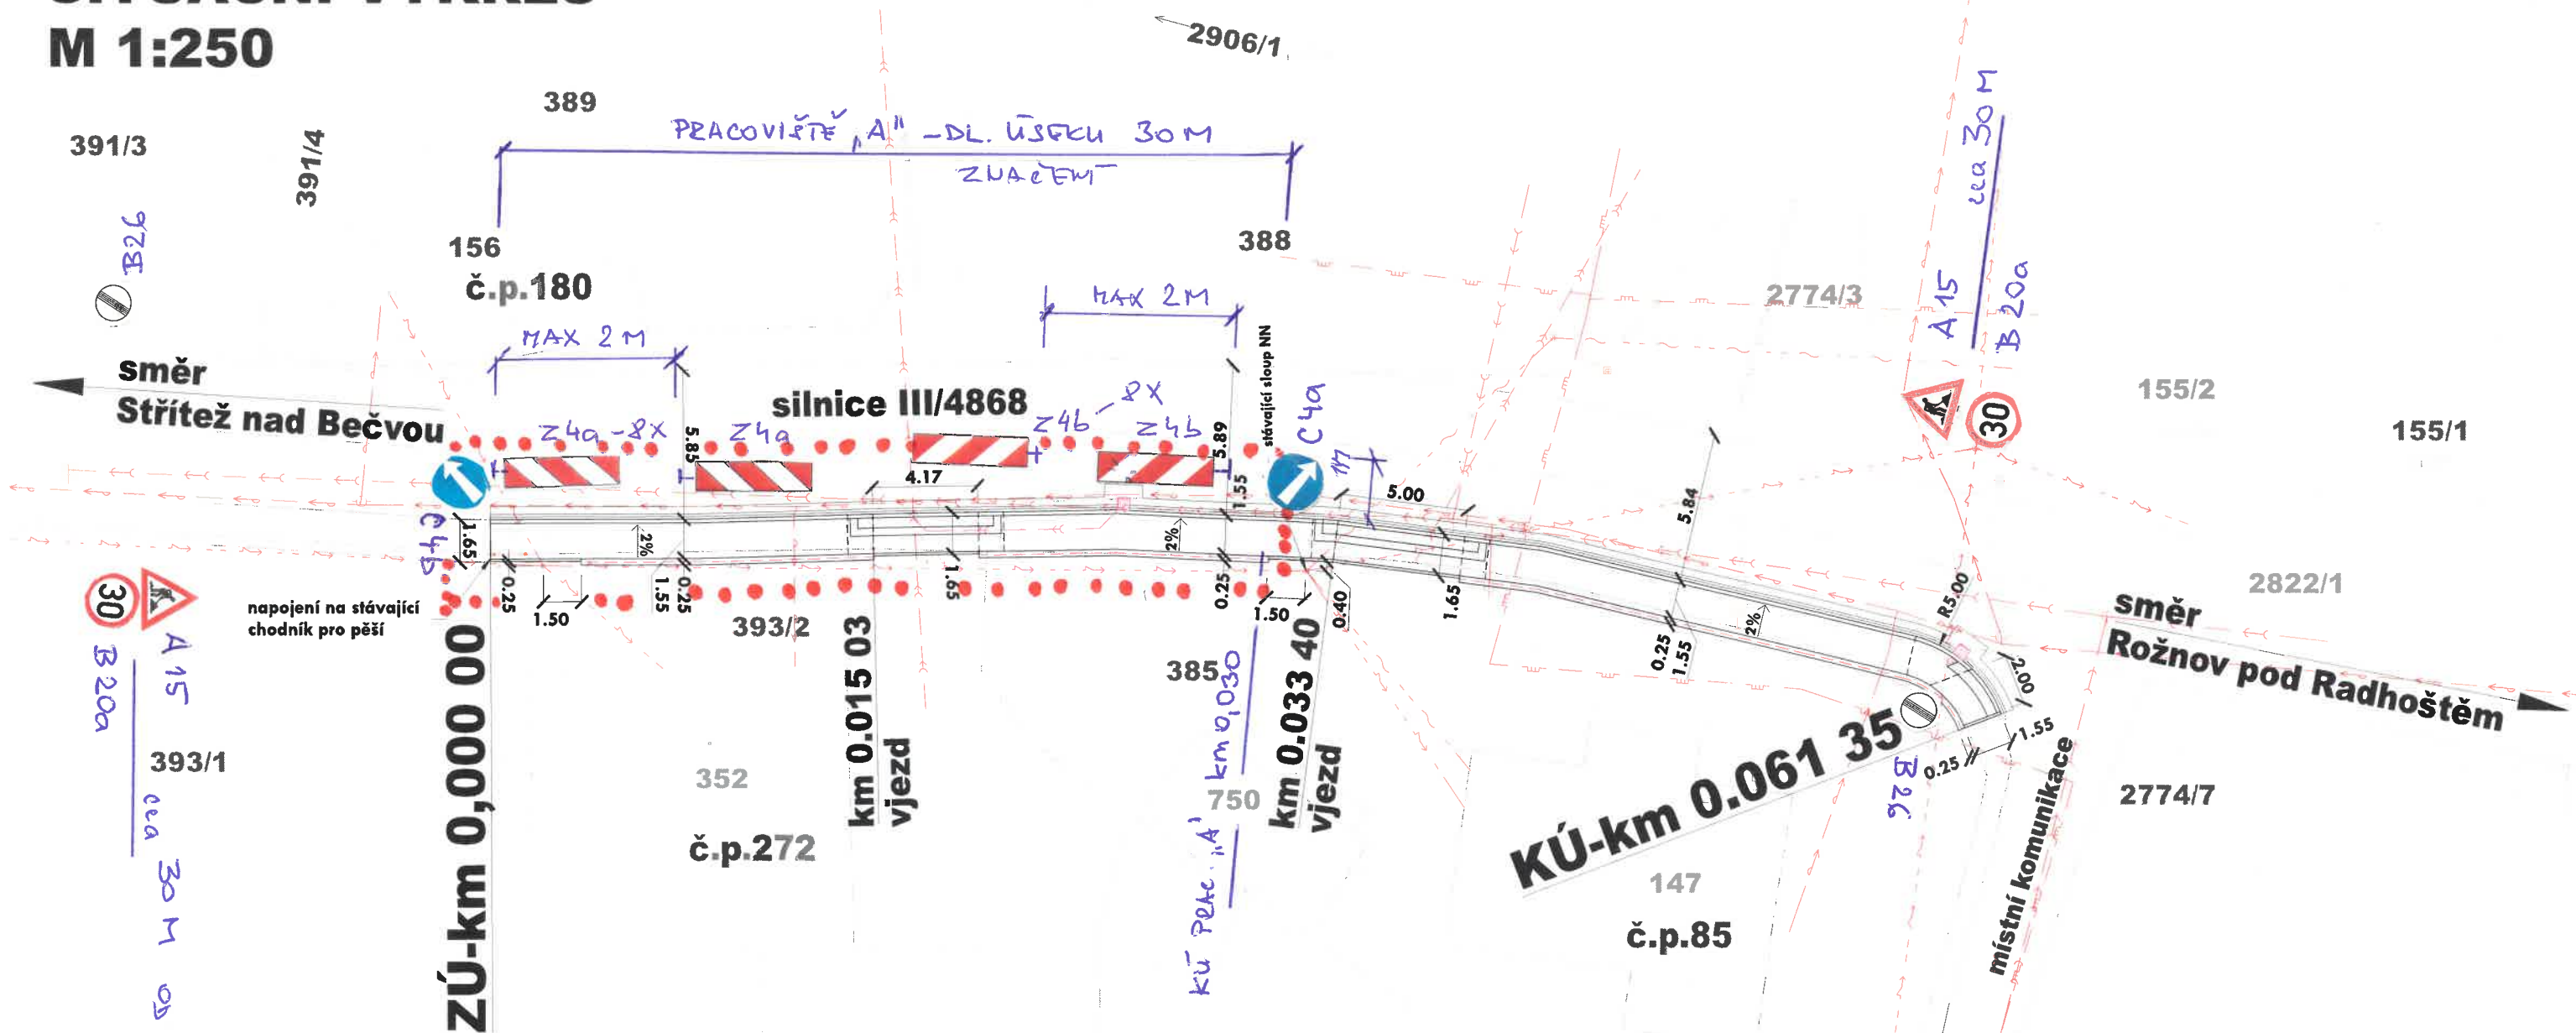 M 1:250
2906/1
389
391/3
391/4
PRACOVIŠTĚ „A" – DL. ÚSEKU 30 M
ZNAČENÍ
B26
156
č.p.180
388
MAX 2 M
MAX 2 M
2774/3
A 15
cca 30 M
B 20a
směr
Střítež nad Bečvou
silnice III/4868
Z4a - 8X
Z4a
Z4b - 8X
Z4b
5.85
5.89
stávající sloup NN
C4a
1M
30
155/2
155/1
4.17
1.55
5.00
5.84
C4b
1.65
2%
2%
0.25
1.50
1.55
0.25
1.65
0.25
1.50
0.40
1.65
0.25
1.55
2%
R5.00
2.00
1.55
0.25
30
A 15
B 20a
cca 30 M OD
napojení na stávající
chodník pro pěší
393/2
393/1
385
352
750
č.p.272
ZÚ-km 0,000 00
km 0.015 03
vjezd
KÚ PRAC. „A" km 0,030
km 0.033 40
vjezd
KÚ-km 0.061 35
B26
147
č.p.85
místní komunikace
2822/1
směr
Rožnov pod Radhoštěm
2774/7